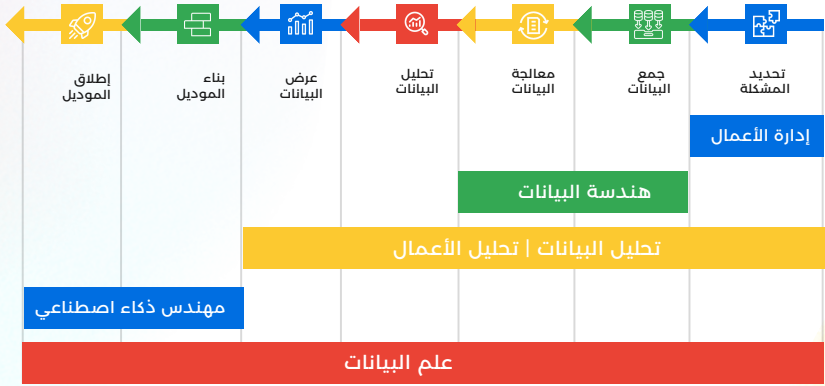 تحديد
المشكلة
جمع
البيانات
معالجة
البيانات
تحليل
البيانات
عرض
البيانات
بناء
الموديل
إطلاق
الموديل
إدارة الأعمال
هندسة البيانات
تحليل البيانات | تحليل الأعمال
مهندس ذكاء اصطناعي
علم البيانات